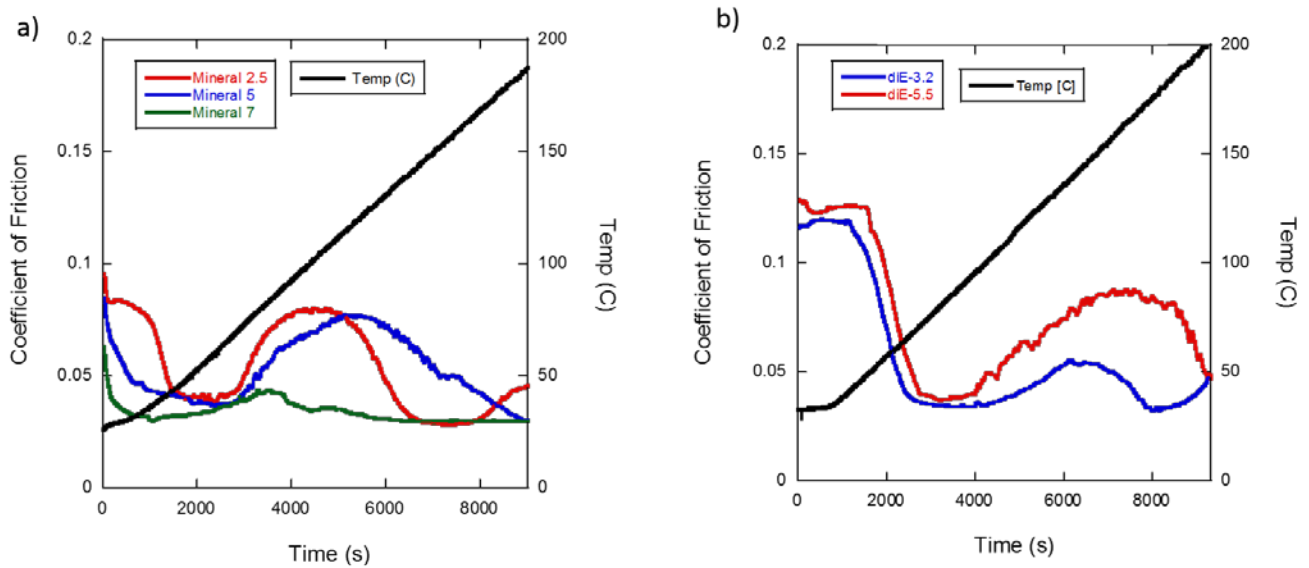 a)
0.2
0.15
0.1
0.05
0
Coefficient of Friction
Mineral 2.5
Mineral 5
Mineral 7
Temp (C)
200
150
100
50
0
Temp (C)
0
2000
4000
6000
8000
Time (s)
b)
0.2
0.15
0.1
0.05
0
Coefficient of Friction
diE-3.2
diE-5.5
Temp [C]
200
150
100
50
0
Temp (C)
0
2000
4000
6000
8000
Time (s)